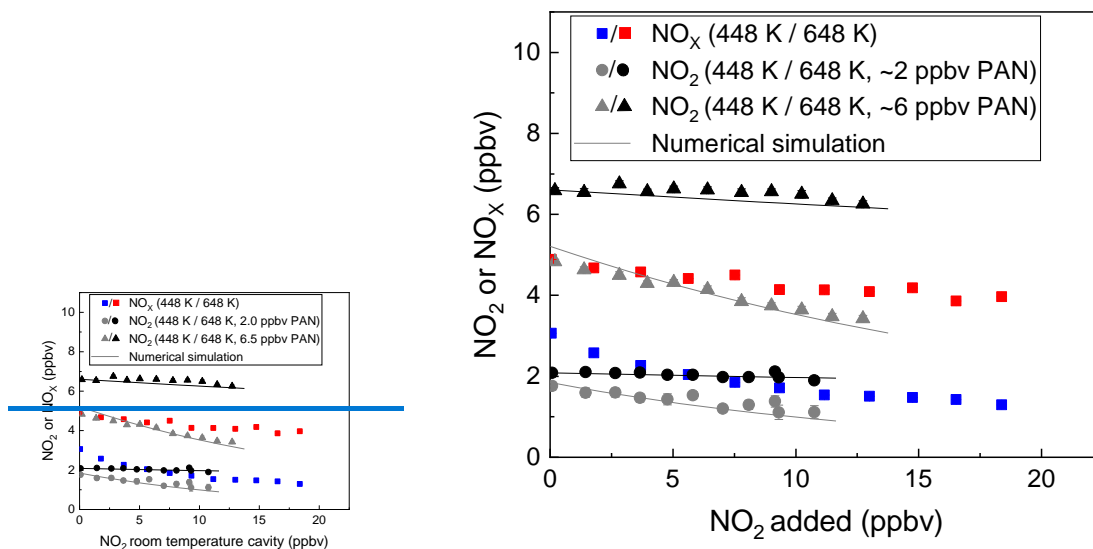 10
8
6
4
2
0
NO₂ or NOₓ (ppbv)
NOₓ (448 K / 648 K)
NO₂ (448 K / 648 K, 2.0 ppbv PAN)
NO₂ (448 K / 648 K, 6.5 ppbv PAN)
Numerical simulation
0 5 10 15 20
NO₂ room temperature cavity (ppbv)
10
8
6
4
2
0
NO₂ or NOₓ (ppbv)
NOₓ (448 K / 648 K)
NO₂ (448 K / 648 K, ~2 ppbv PAN)
NO₂ (448 K / 648 K, ~6 ppbv PAN)
Numerical simulation
0 5 10 15 20
NO₂ added (ppbv)